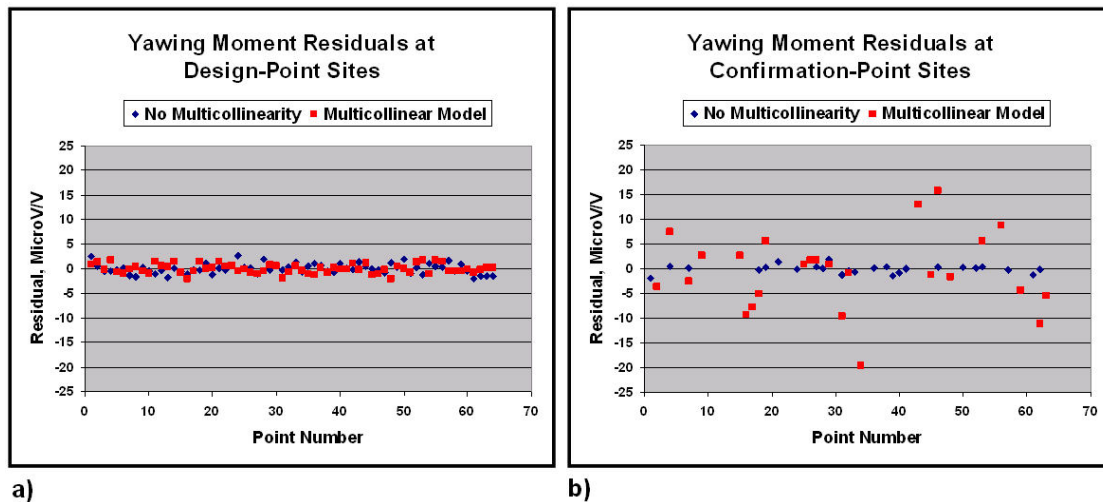 Yawing Moment Residuals at
Design-Point Sites
No Multicollinearity
Multicollinear Model
25
20
15
10
5
0
-5
-10
-15
-20
-25
Residual, MicroV/V
0 10 20 30 40 50 60 70
Point Number
a)
Yawing Moment Residuals at
Confirmation-Point Sites
No Multicollinearity
Multicollinear Model
25
20
15
10
5
0
-5
-10
-15
-20
-25
Residual, MicroV/V
0 10 20 30 40 50 60 70
Point Number
b)